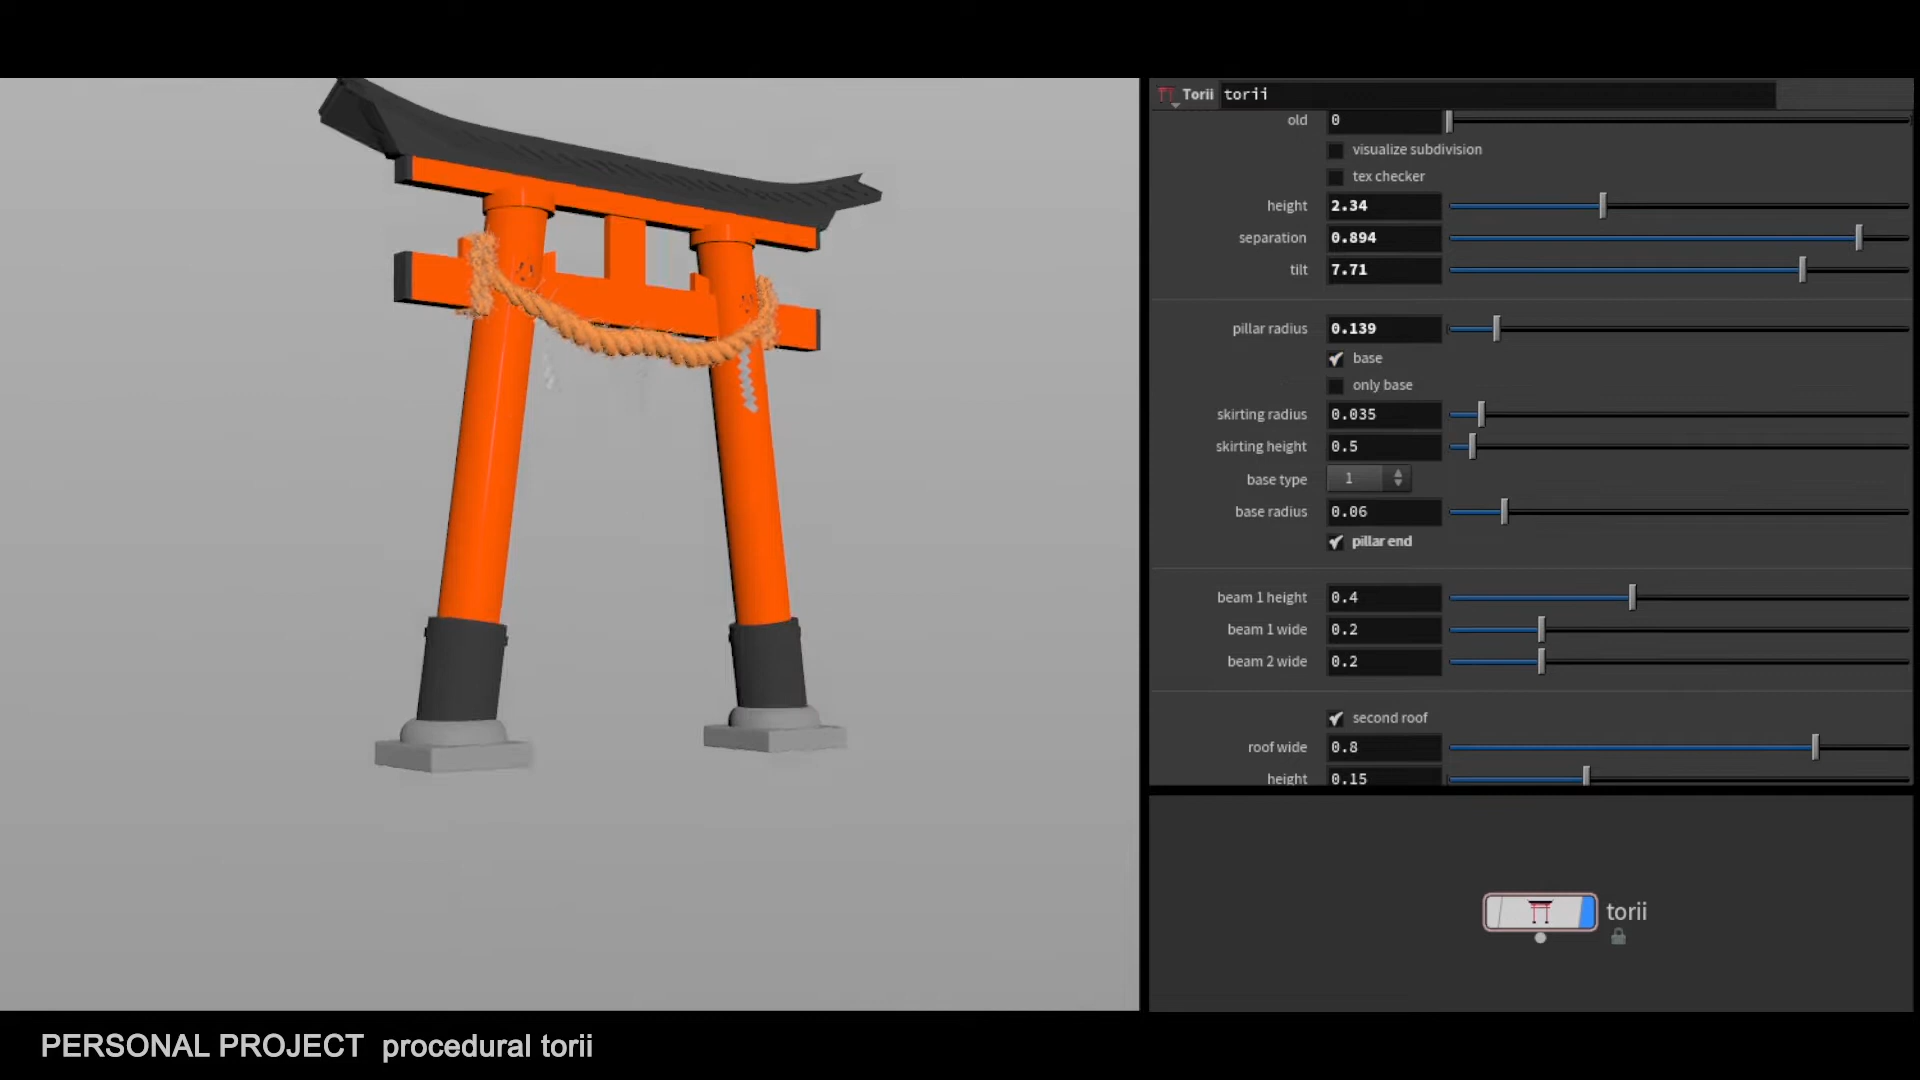 Torii torii
old 0
visualize subdivision
tex checker
height 2.34
separation 0.894
tilt 7.71
pillar radius 0.139
base
only base
skirting radius 0.035
skirting height 0.5
base type 1
base radius 0.06
pillar end
beam 1 height 0.4
beam 1 wide 0.2
beam 2 wide 0.2
second roof
roof wide 0.8
height 0.15
torii
PERSONAL PROJECT procedural torii